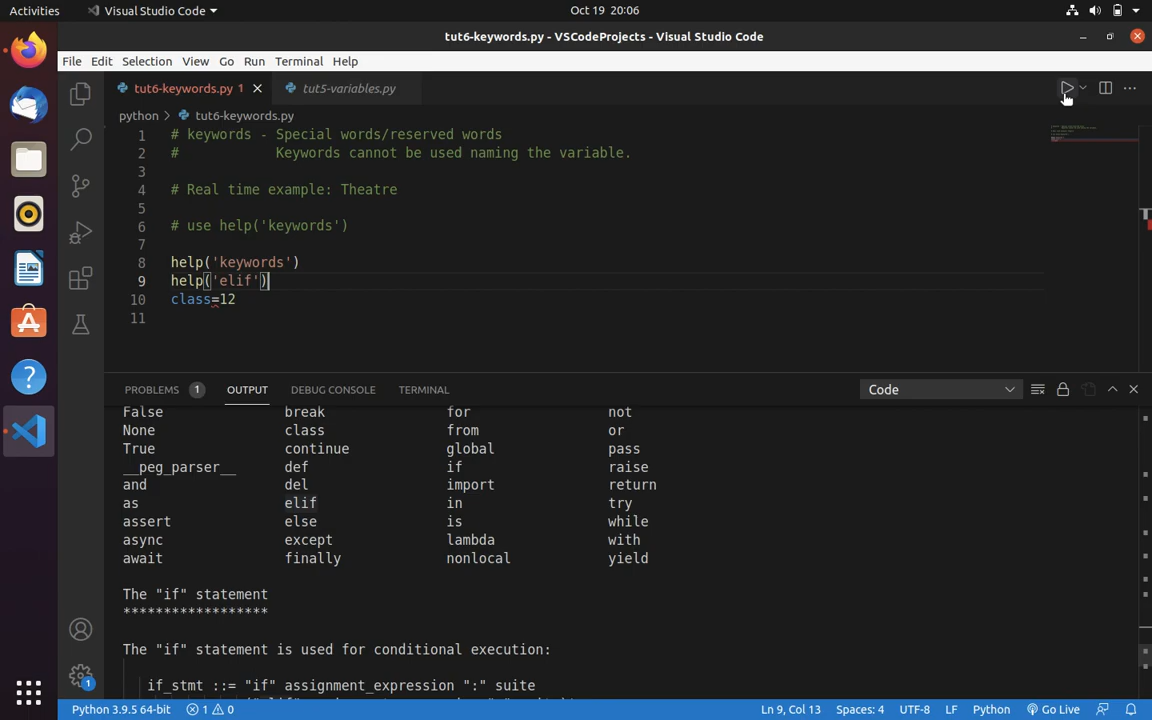 Activities Visual Studio Code Oct 19 20:06
tut6-keywords.py - VSCodeProjects - Visual Studio Code
File Edit Selection View Go Run Terminal Help
tut6-keywords.py 1 tut5-variables.py
python > tut6-keywords.py
1 # keywords - Special words/reserved words
2 # Keywords cannot be used naming the variable.
3
4 # Real time example: Theatre
5
6 # use help('keywords')
7
8 help('keywords')
9 help('elif')
10 class=12
11
PROBLEMS 1 OUTPUT DEBUG CONSOLE TERMINAL Code
False break for not
None class from or
True continue global pass
__peg_parser__ def if raise
and del import return
as elif in try
assert else is while
async except lambda with
await finally nonlocal yield
The "if" statement
******************
The "if" statement is used for conditional execution:
if_stmt ::= "if" assignment_expression ":" suite
1
Python 3.9.5 64-bit 1 0 Ln 9, Col 13 Spaces: 4 UTF-8 LF Python Go Live